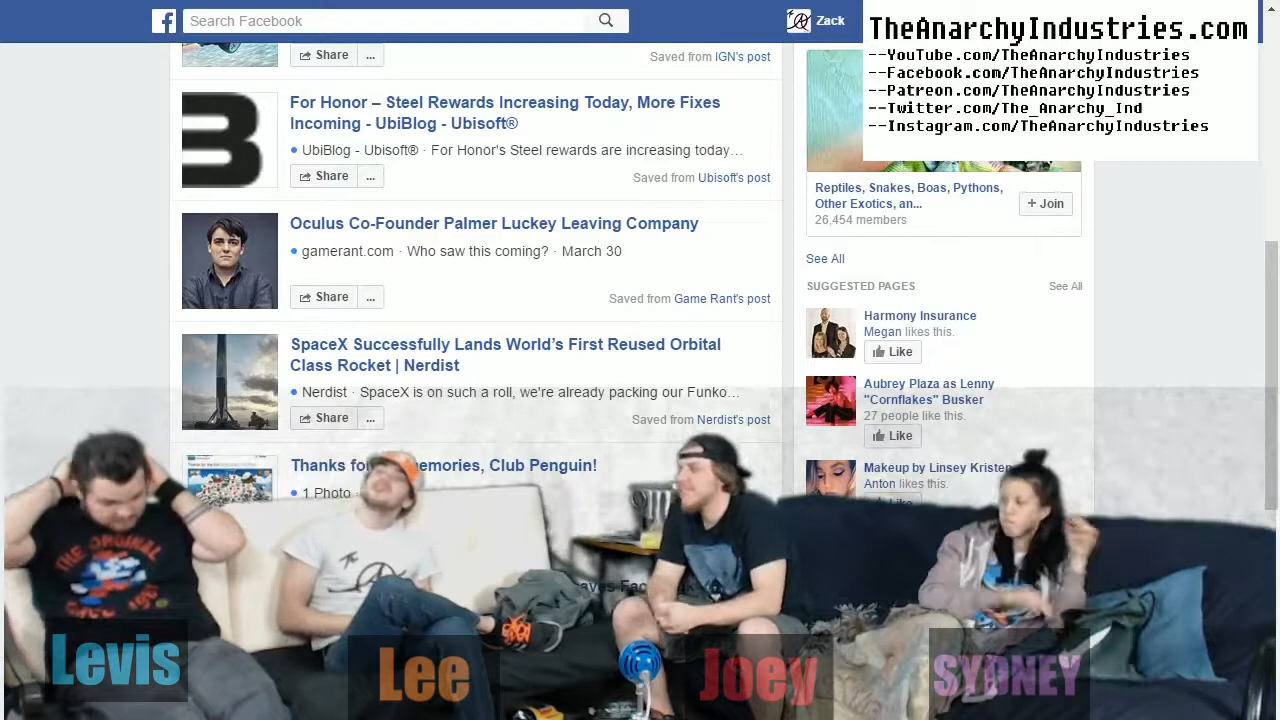 Search Facebook
Zack
TheAnarchyIndustries.com
--YouTube.com/TheAnarchyIndustries
--Facebook.com/TheAnarchyIndustries
--Patreon.com/TheAnarchyIndustries
--Twitter.com/The_Anarchy_Ind
--Instagram.com/TheAnarchyIndustries
Share
...
Saved from IGN's post
For Honor – Steel Rewards Increasing Today, More Fixes
Incoming - UbiBlog - Ubisoft®
UbiBlog - Ubisoft® · For Honor's Steel rewards are increasing today…
Share
...
Saved from Ubisoft's post
Oculus Co-Founder Palmer Luckey Leaving Company
gamerant.com · Who saw this coming? · March 30
Share
...
Saved from Game Rant's post
SpaceX Successfully Lands World's First Reused Orbital
Class Rocket | Nerdist
Nerdist · SpaceX is on such a roll, we're already packing our Funko…
Share
...
Saved from Nerdist's post
Thanks emories, Club Penguin!
1 Photo
Reptiles, Snakes, Boas, Pythons,
Other Exotics, an...
26,454 members
+ Join
See All
SUGGESTED PAGES
See All
Harmony Insurance
Megan likes this.
Like
Aubrey Plaza as Lenny
"Cornflakes" Busker
27 people like this.
Like
Makeup by Linsey Kristen
Anton likes this.
THE ORIGINAL
SINCE
Levis
Lee
Joey
SYDNEY